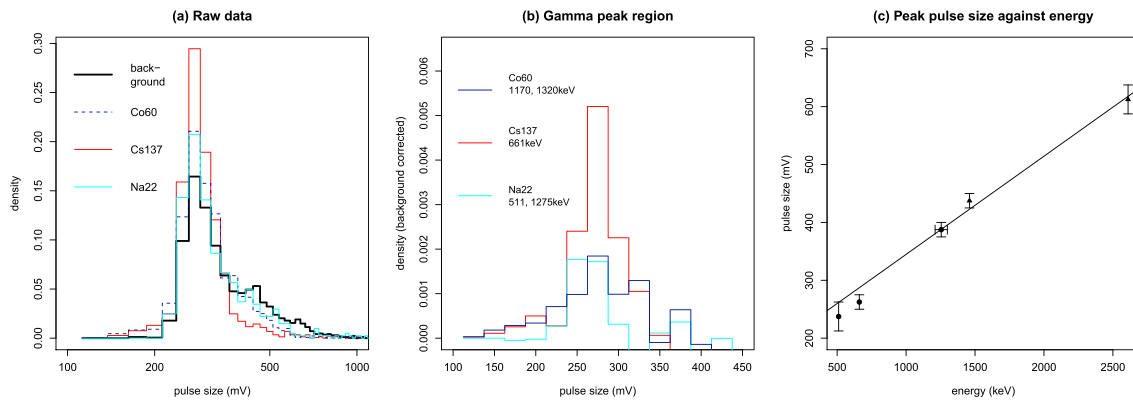 (a) Raw data
density
0.00
0.05
0.10
0.15
0.20
0.25
0.30
back−
ground
Co60
Cs137
Na22
100
200
500
1000
pulse size (mV)
(b) Gamma peak region
density (background corrected)
0.000
0.001
0.002
0.003
0.004
0.005
0.006
Co60
1170, 1320keV
Cs137
661keV
Na22
511, 1275keV
100
150
200
250
300
350
400
450
pulse size (mV)
(c) Peak pulse size against energy
pulse size (mV)
200
300
400
500
600
700
500
1000
1500
2000
2500
energy (keV)